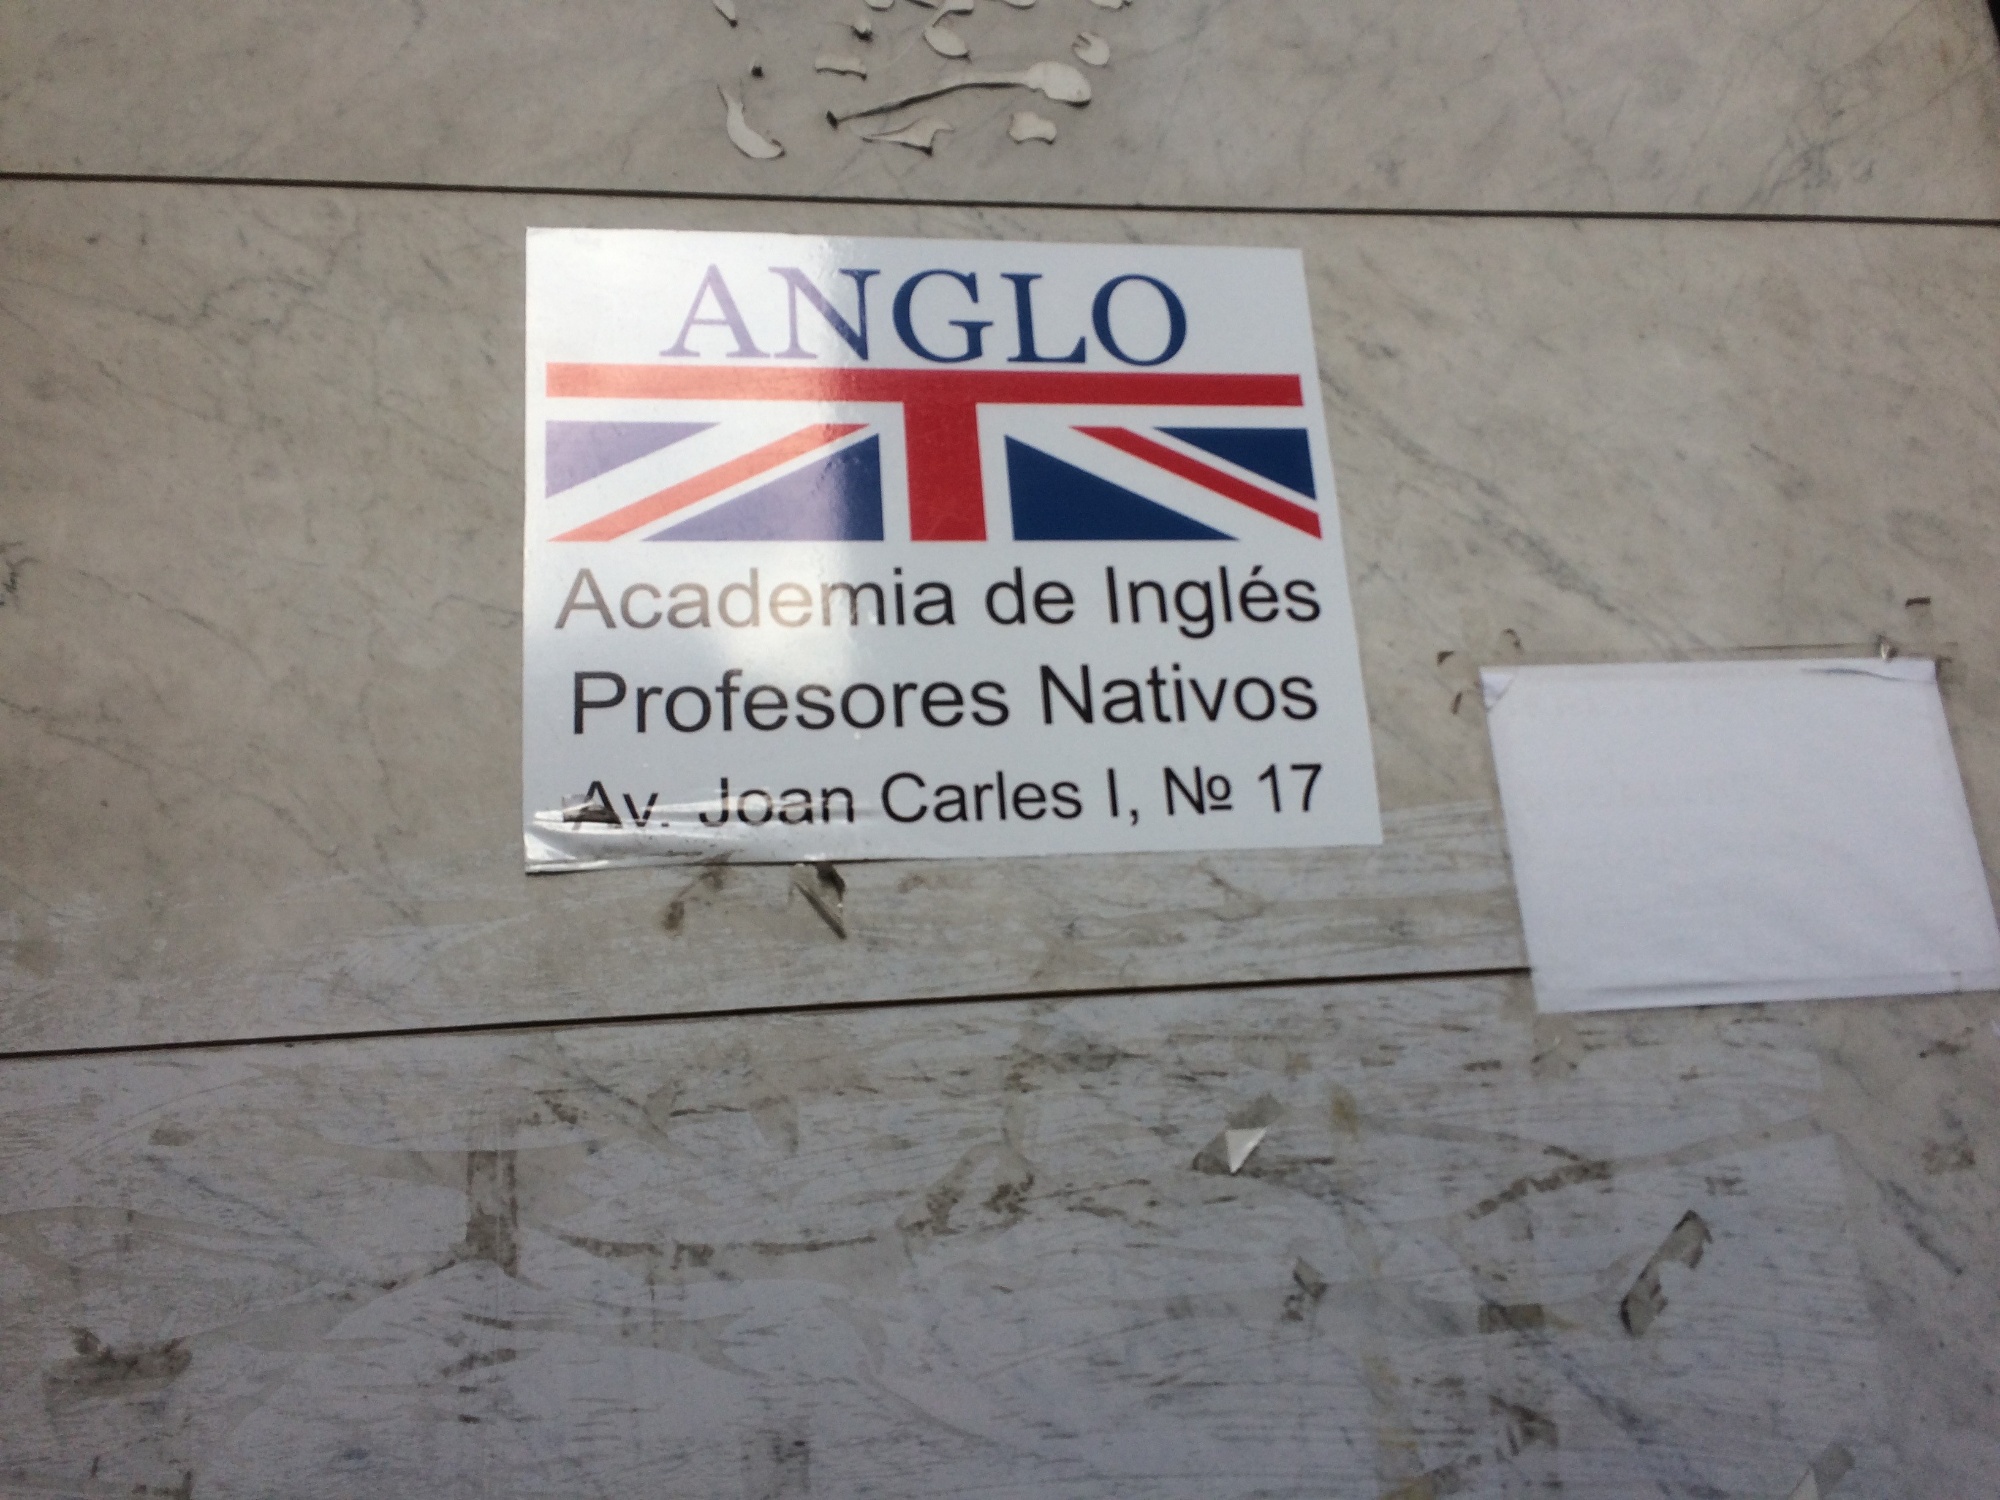 ANGLO
Academia de Inglés
Profesores Nativos
Av. Joan Carles I, Nº 17